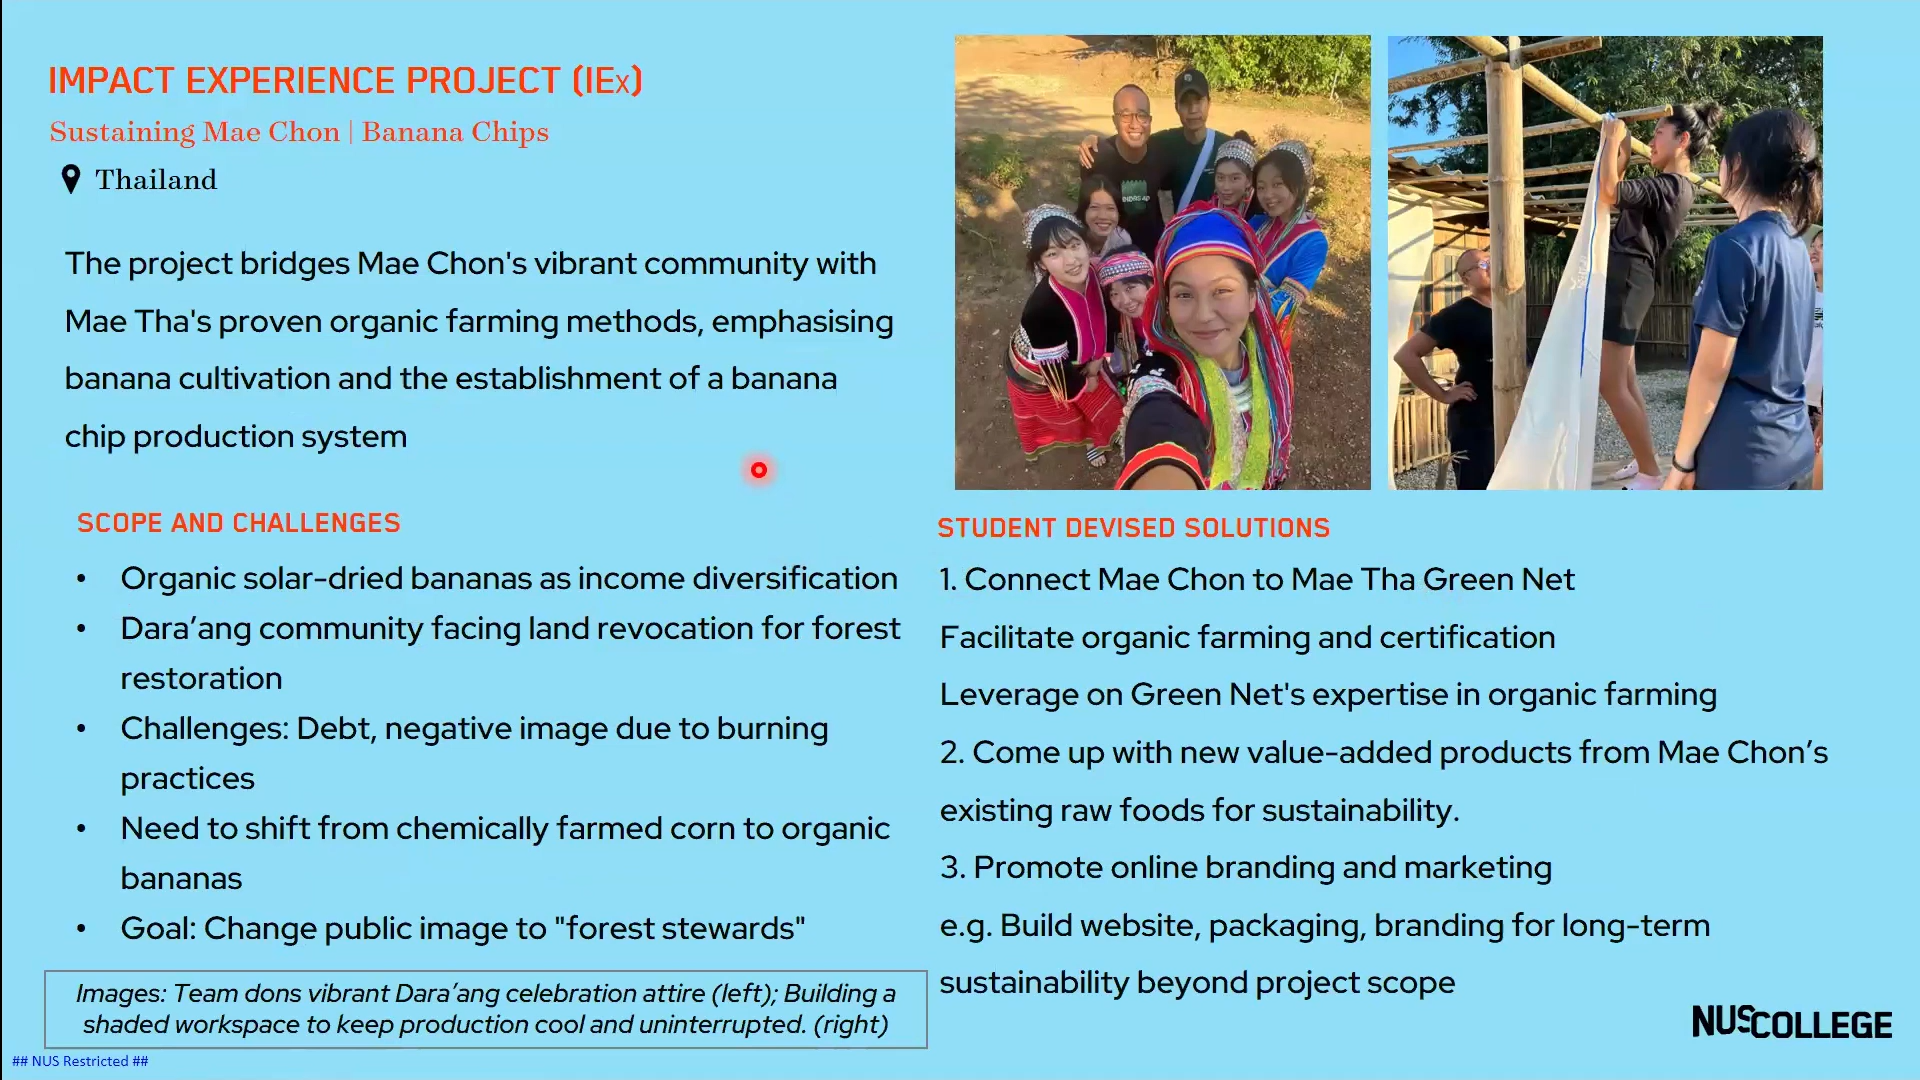 IMPACT EXPERIENCE PROJECT (IEx)
Sustaining Mae Chon | Banana Chips
Thailand
The project bridges Mae Chon's vibrant community with
Mae Tha's proven organic farming methods, emphasising
banana cultivation and the establishment of a banana
chip production system
SCOPE AND CHALLENGES
• Organic solar-dried bananas as income diversification
• Dara’ang community facing land revocation for forest
restoration
• Challenges: Debt, negative image due to burning
practices
• Need to shift from chemically farmed corn to organic
bananas
• Goal: Change public image to "forest stewards"
Images: Team dons vibrant Dara’ang celebration attire (left); Building a
shaded workspace to keep production cool and uninterrupted. (right)
## NUS Restricted ##
STUDENT DEVISED SOLUTIONS
1. Connect Mae Chon to Mae Tha Green Net
Facilitate organic farming and certification
Leverage on Green Net's expertise in organic farming
2. Come up with new value-added products from Mae Chon’s
existing raw foods for sustainability.
3. Promote online branding and marketing
e.g. Build website, packaging, branding for long-term
sustainability beyond project scope
NUSCOLLEGE